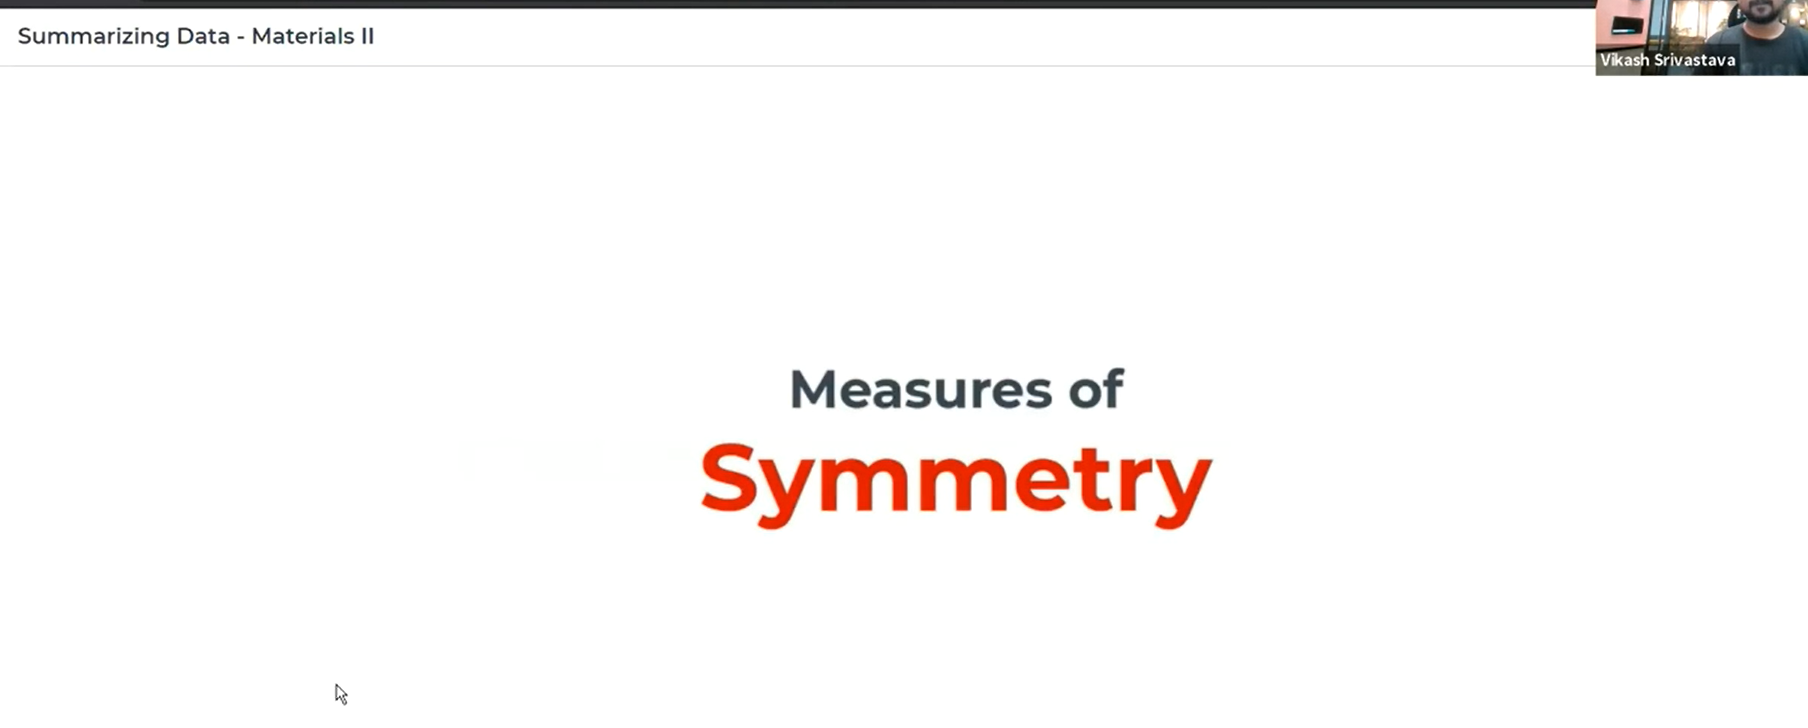 Summarizing Data - Materials II
Vikash Srivastava
Measures of
Symmetry